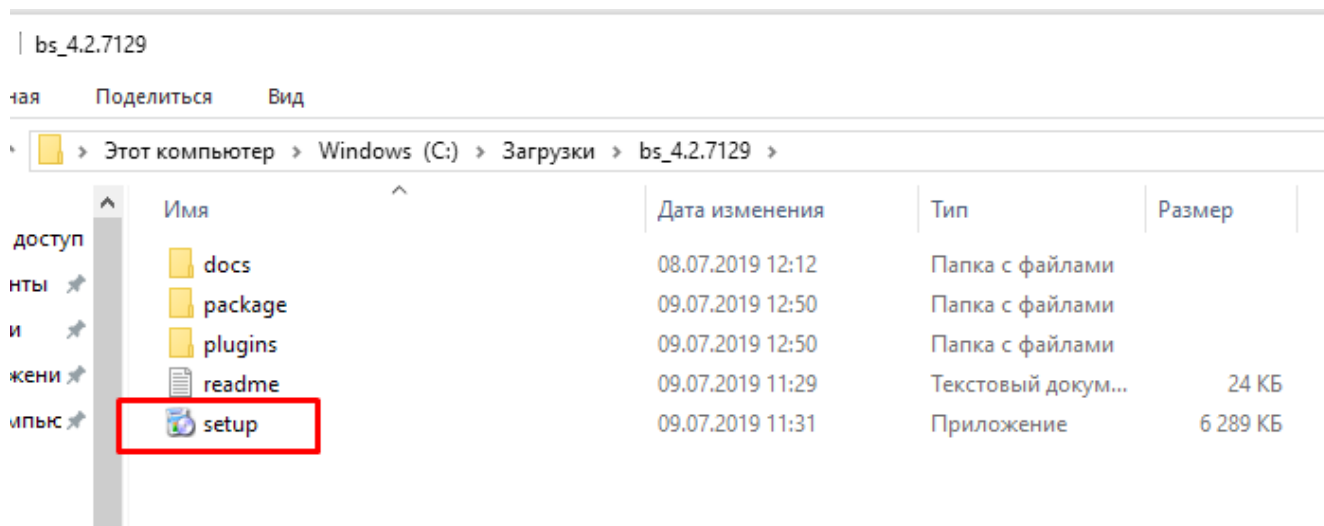 bs_4.2.7129
ная Поделиться Вид
Этот компьютер › Windows (C:) › Загрузки › bs_4.2.7129 ›
Имя Дата изменения Тип Размер
доступ
docs 08.07.2019 12:12 Папка с файлами
нты
package 09.07.2019 12:50 Папка с файлами
и
plugins 09.07.2019 12:50 Папка с файлами
жени
readme 09.07.2019 11:29 Текстовый докум... 24 КБ
мпьс
setup 09.07.2019 11:31 Приложение 6 289 КБ